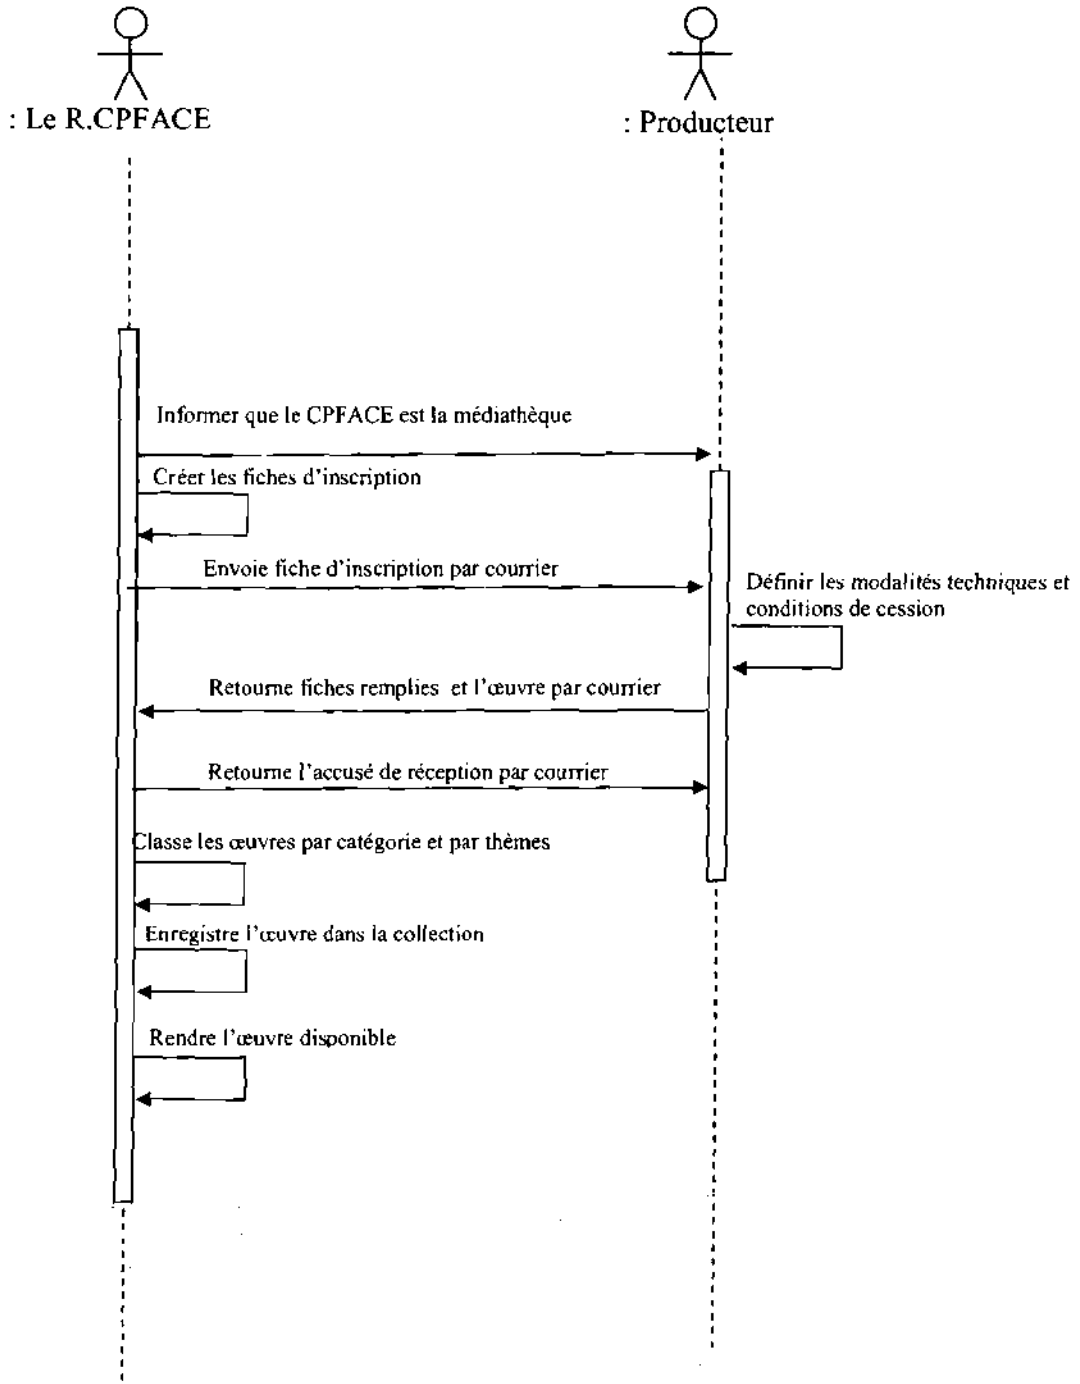 : Le R.CPFACE
: Producteur
Informer que le CPFACE est la médiathèque
Créer les fiches d'inscription
Envoie fiche d'inscription par courrier
Définir les modalités techniques et
conditions de cession
Retourne fiches remplies et l'œuvre par courrier
Retourne l'accusé de réception par courrier
Classe les œuvres par catégorie et par thèmes
Enregistre l'œuvre dans la collection
Rendre l'œuvre disponible